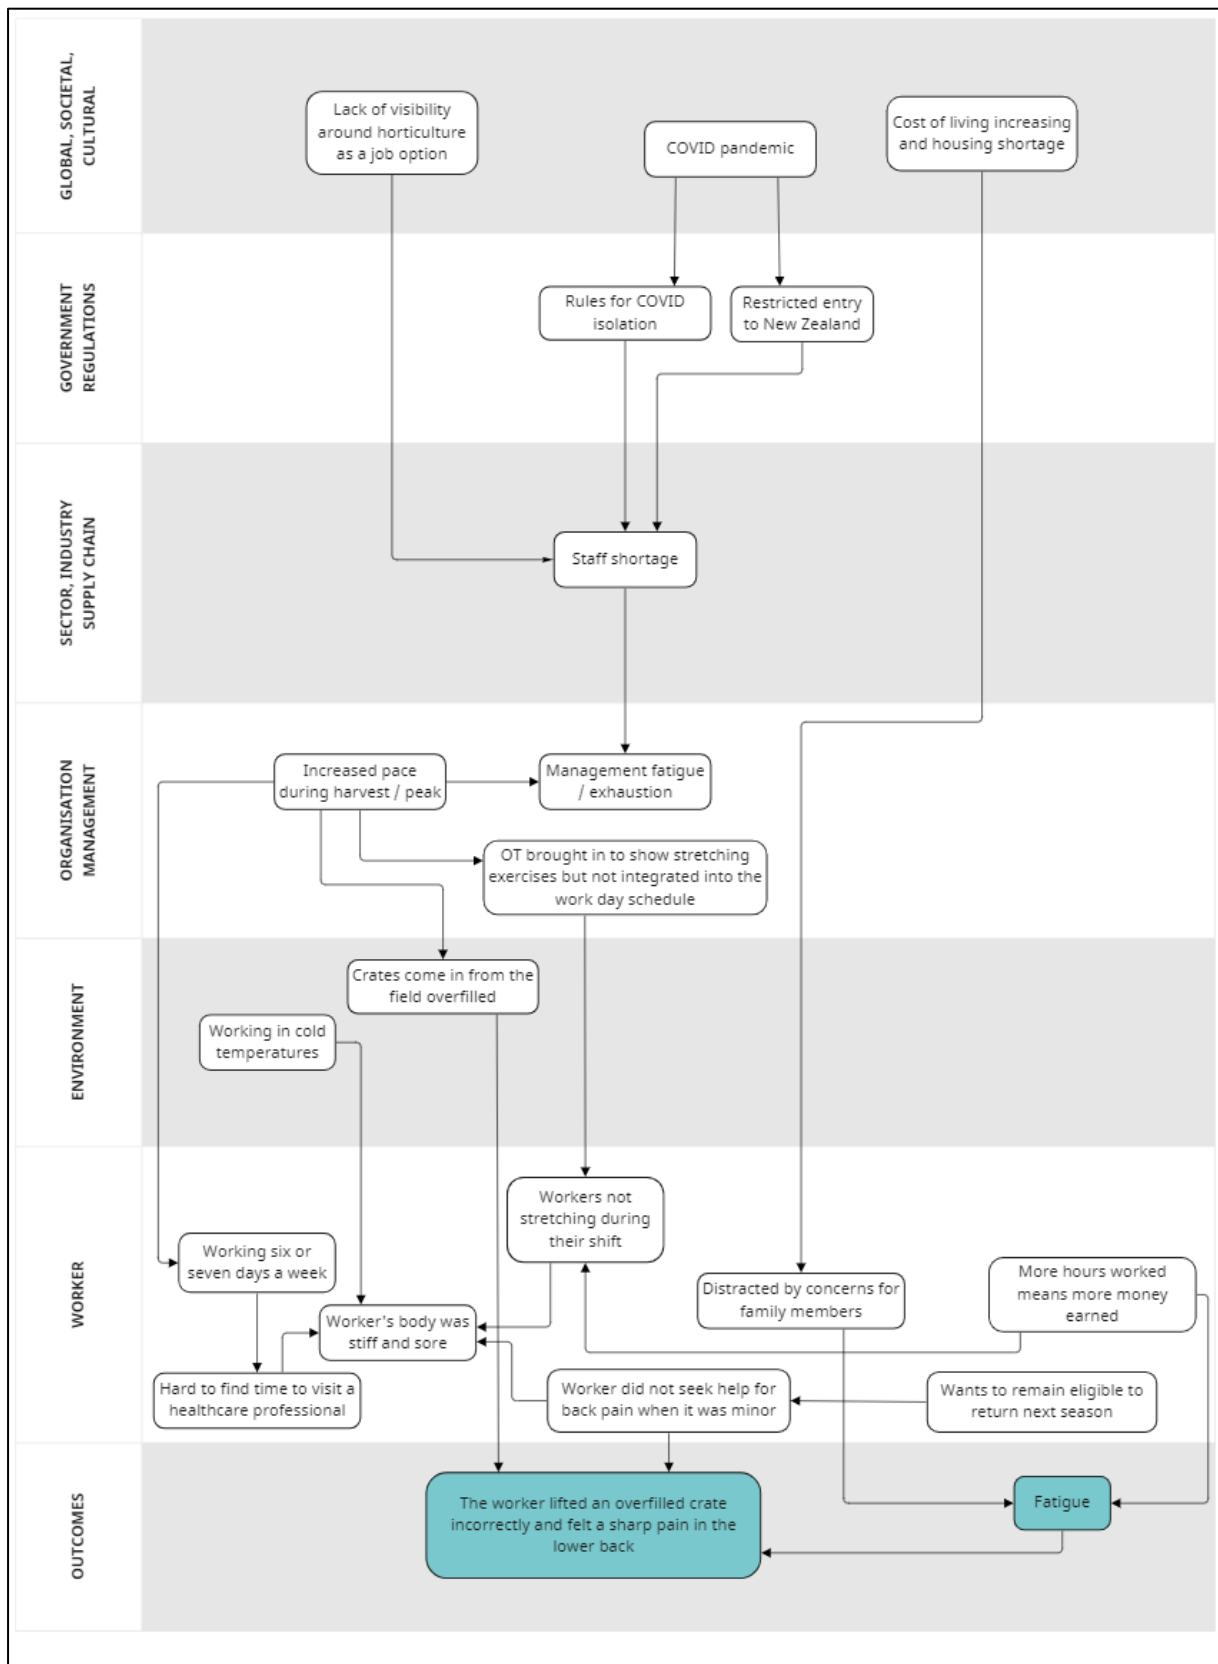 GLOBAL, SOCIETAL,
CULTURAL
Lack of visibility
around horticulture
as a job option
COVID pandemic
Cost of living increasing
and housing shortage
GOVERNMENT
REGULATIONS
Rules for COVID
isolation
Restricted entry
to New Zealand
SECTOR, INDUSTRY
SUPPLY CHAIN
Staff shortage
ORGANISATION
MANAGEMENT
Increased pace
during harvest / peak
Management fatigue
/ exhaustion
OT brought in to show stretching
exercises but not integrated into the
work day schedule
ENVIRONMENT
Crates come in from the
field overfilled
Working in cold
temperatures
WORKER
Workers not
stretching during
their shift
Working six or
seven days a week
Distracted by concerns for
family members
More hours worked
means more money
earned
Worker's body was
stiff and sore
Hard to find time to visit a
healthcare professional
Worker did not seek help for
back pain when it was minor
Wants to remain eligible to
return next season
OUTCOMES
The worker lifted an overfilled crate
incorrectly and felt a sharp pain in the
lower back
Fatigue